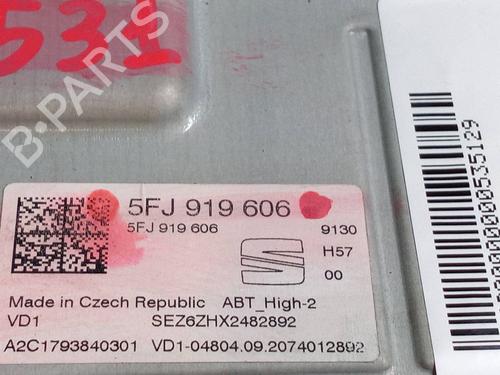 531
B-PARTS
5FJ 919 606
5FJ 919 606
9130
H57
00
Made in Czech Republic ABT_High-2
VD1 SEZ6ZHX2482892
A2C1793840301 VD1-04804.09.2074012892